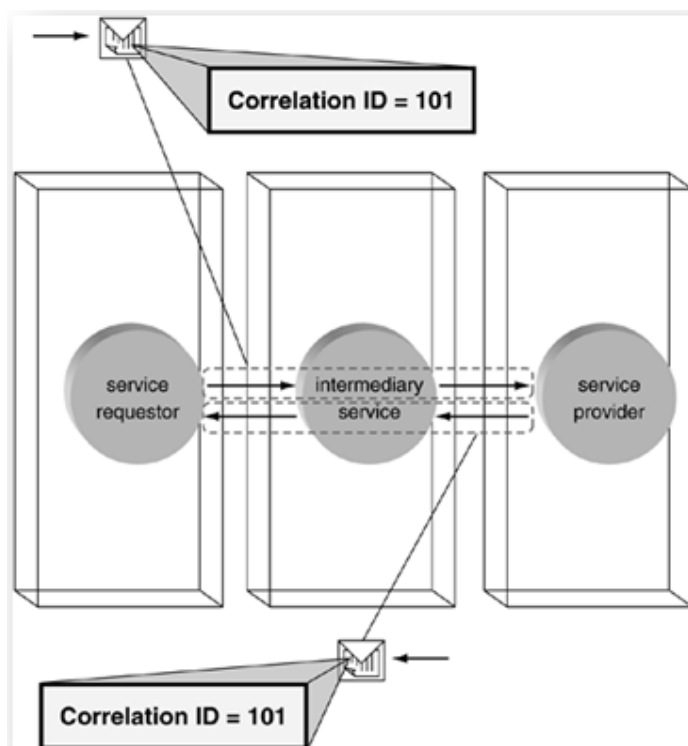 Correlation ID = 101
service
requestor
intermediary
service
service
provider
Correlation ID = 101